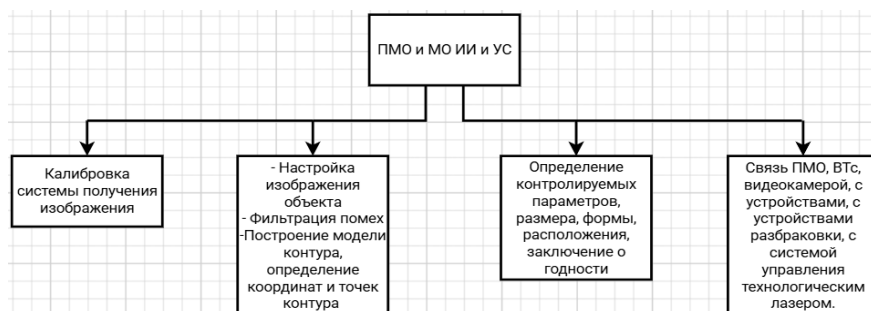 ПМО и МО ИИ и УС
Калибровка
системы получения
изображения
- Настройка
изображения
объекта
- Фильтрация помех
-Построение модели
контура,
определение
координат и точек
контура
Определение
контролируемых
параметров,
размера, формы,
расположения,
заключение о
годности
Связь ПМО, ВТс,
видеокамерой, с
устройствами, с
устройствами
разбраковки, с
системой
управления
технологическим
лазером.